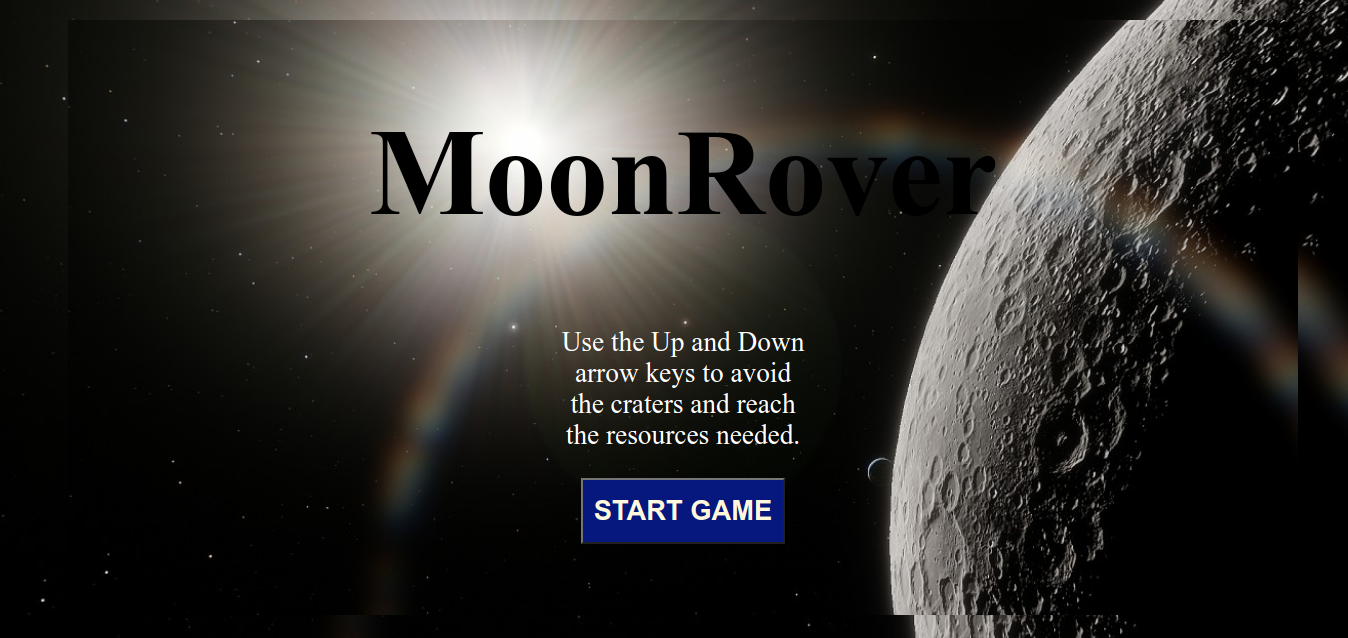 MoonRover
Use the Up and Down
arrow keys to avoid
the craters and reach
the resources needed.
START GAME